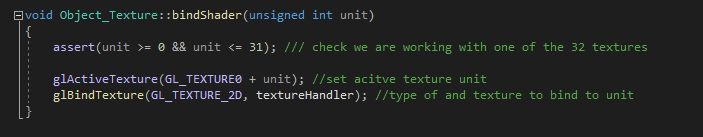 void Object_Texture::bindShader(unsigned int unit)
{
assert(unit >= 0 && unit <= 31); /// check we are working with one of the 32 textures
glActiveTexture(GL_TEXTURE0 + unit); //set acitve texture unit
glBindTexture(GL_TEXTURE_2D, textureHandler); //type of and texture to bind to unit
}